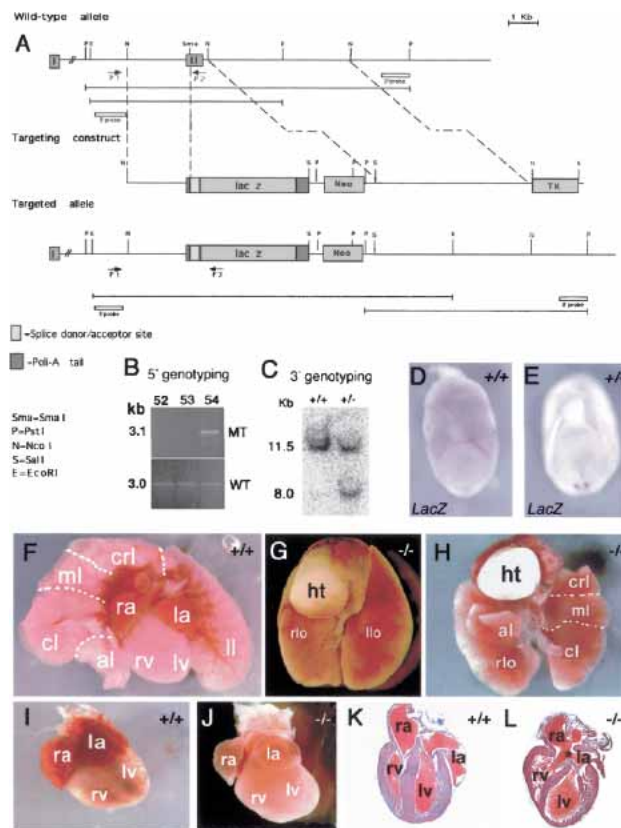 Wild-type allele
1 Kb
A
P E N Sma N E N P
I // II
P1 P2
3'probe
5'probe
Targeting construct
N S P P S N
lac z Neo TK
Targeted allele
P E N S P P S E P
I // lac z Neo
P1
5'probe 3'probe
=Splice donor/acceptor site
=Poli-A tail
Sma=Sma I
P=Pst I
N=Nco I
S=Sal I
E=EcoRI
B 5' genotyping
52 53 54
kb
3.1 MT
3.0 WT
C 3' genotyping
Kb +/+ +/-
11.5
8.0
D +/+
LacZ
E +/+
LacZ
F +/+
crl
ml
cl
al
ra
la
rv
lv
ll
G -/-
ht
rlo
llo
H -/-
ht
crl
ml
al
rlo
cl
I +/+
ra
la
lv
rv
J -/-
ra
la
lv
rv
K +/+
ra
la
rv
lv
L -/-
ra
la
*
rv
lv